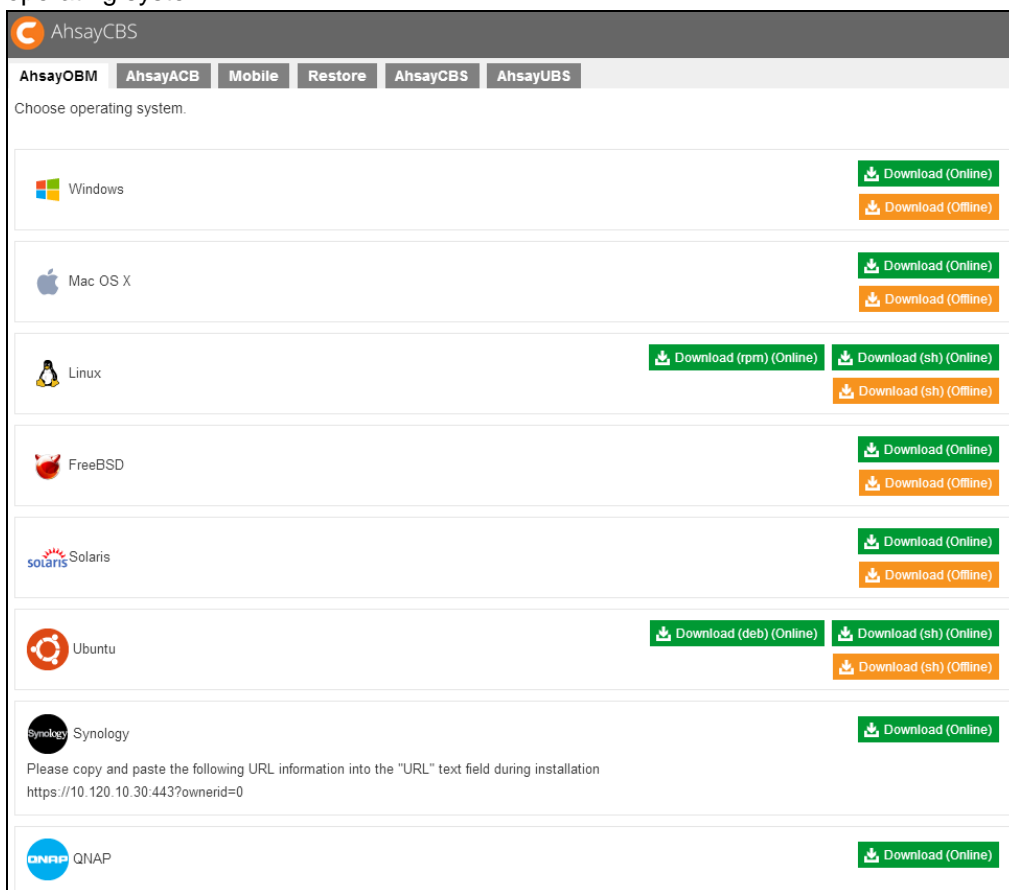 AhsayCBS
AhsayOBM AhsayACB Mobile Restore AhsayCBS AhsayUBS
Choose operating system.
Windows
Download (Online)
Download (Offline)
Mac OS X
Download (Online)
Download (Offline)
Linux
Download (rpm) (Online) Download (sh) (Online)
Download (sh) (Offline)
FreeBSD
Download (Online)
Download (Offline)
solaris Solaris
Download (Online)
Download (Offline)
Ubuntu
Download (deb) (Online) Download (sh) (Online)
Download (sh) (Offline)
Synology Synology
Download (Online)
Please copy and paste the following URL information into the "URL" text field during installation
https://10.120.10.30:443?ownerid=0
QNAP QNAP
Download (Online)